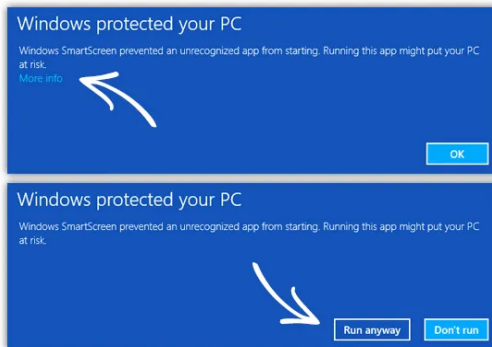 Windows protected your PC
Windows SmartScreen prevented an unrecognized app from starting. Running this app might put your PC
at risk.
More info
OK
Windows protected your PC
Windows SmartScreen prevented an unrecognized app from starting. Running this app might put your PC
at risk.
Run anyway
Don't run